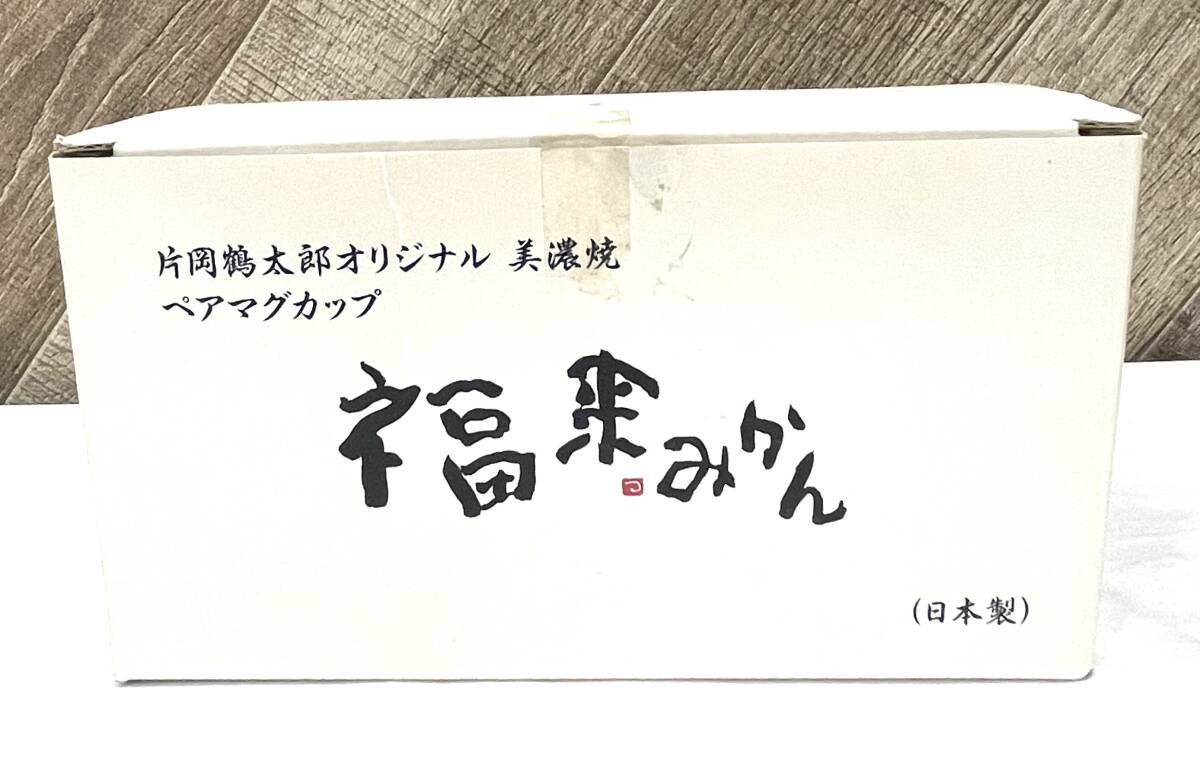 片岡鶴太郎オリジナル 美濃焼
ペアマグカップ
福来みかん
つ
(日本製)